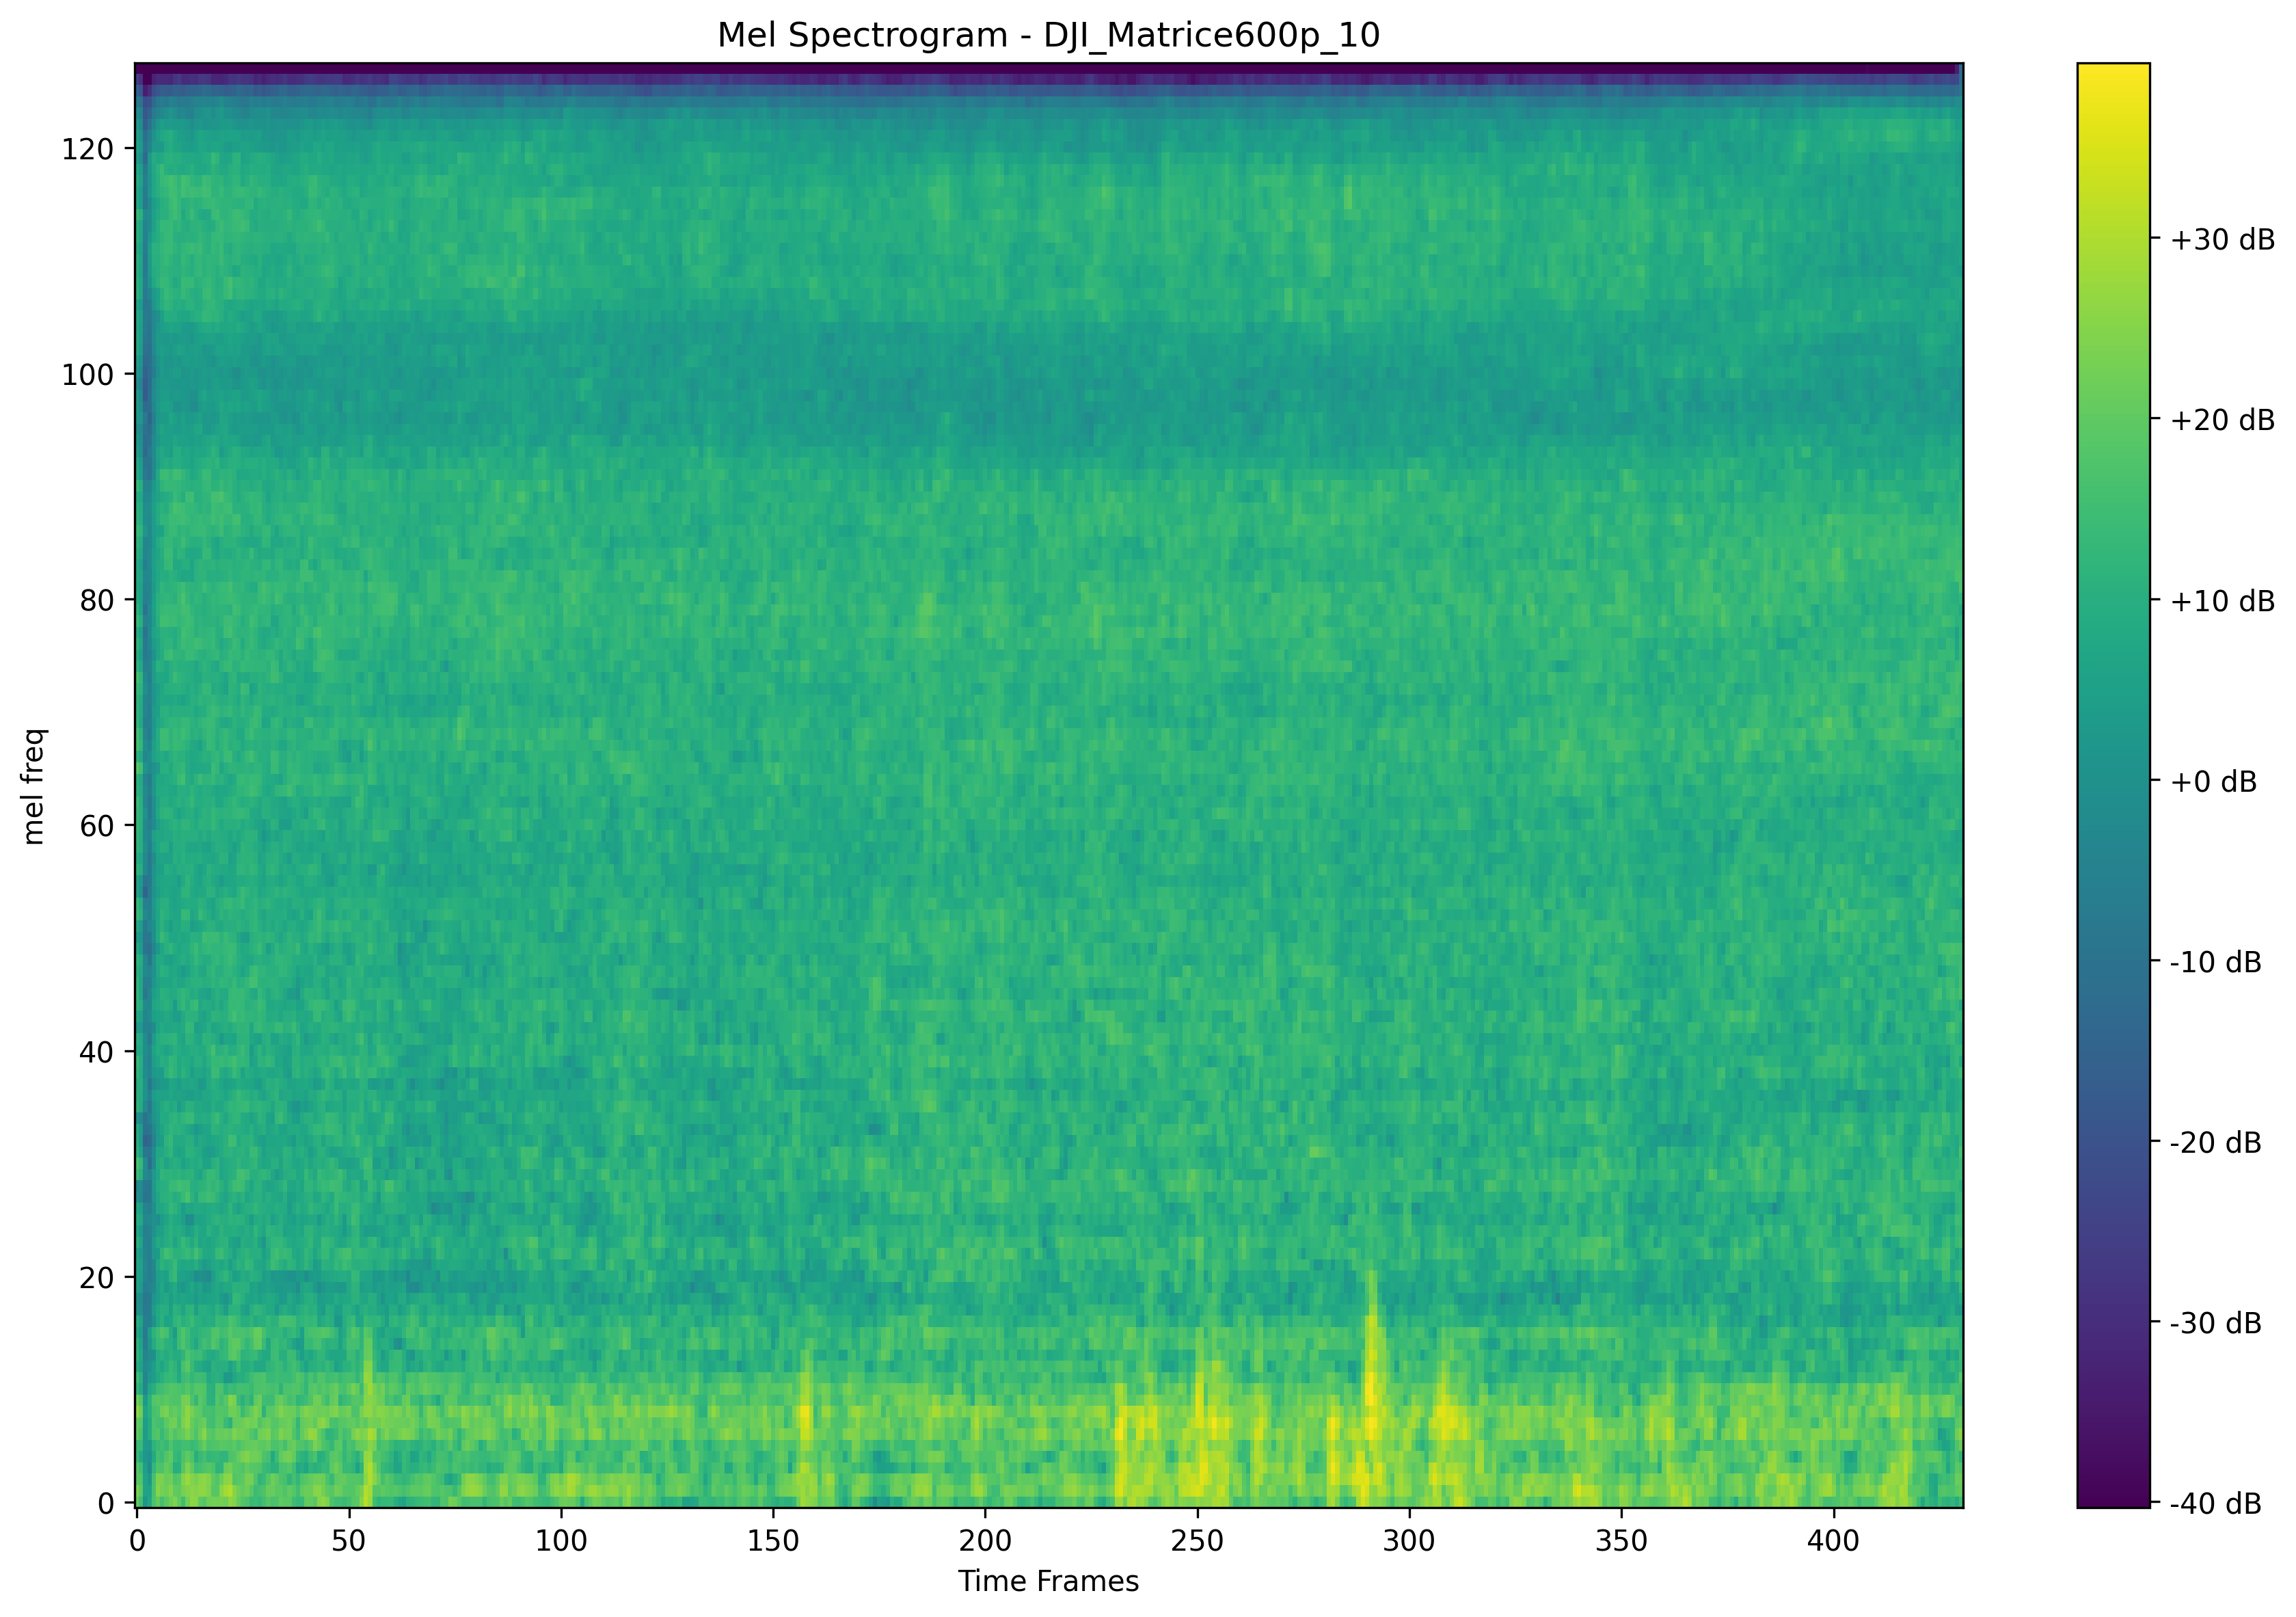 Mel Spectrogram - DJI_Matrice600p_10
mel freq
120
100
80
60
40
20
0
0 50 100 150 200 250 300 350 400
Time Frames
+30 dB
+20 dB
+10 dB
+0 dB
-10 dB
-20 dB
-30 dB
-40 dB